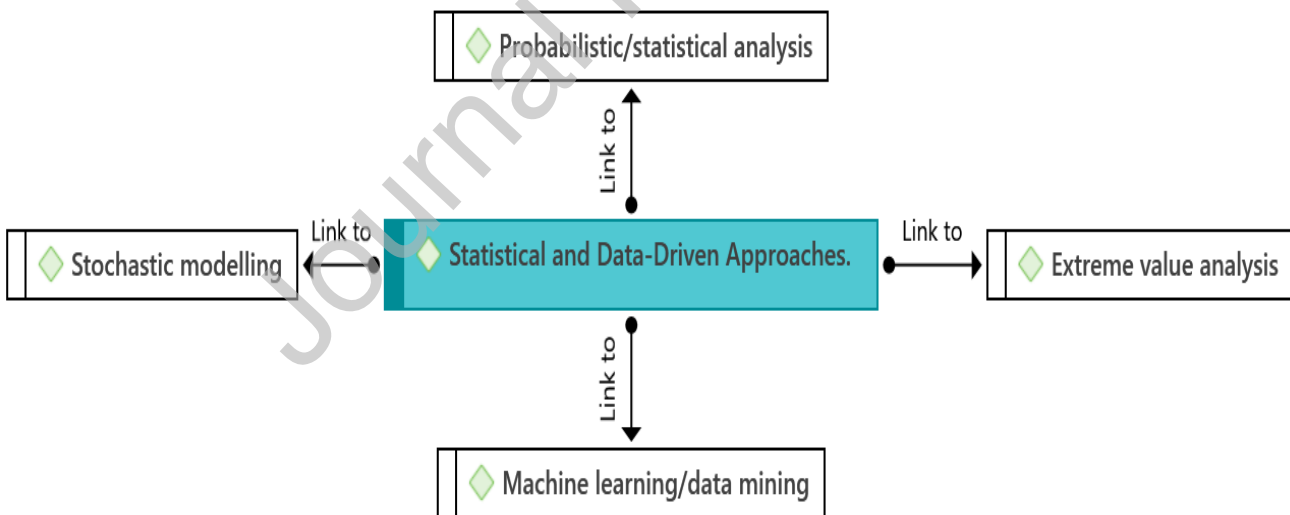 Probabilistic/statistical analysis
Link to
Stochastic modelling
Link to
Statistical and Data-Driven Approaches.
Link to
Extreme value analysis
Link to
Machine learning/data mining
Journal